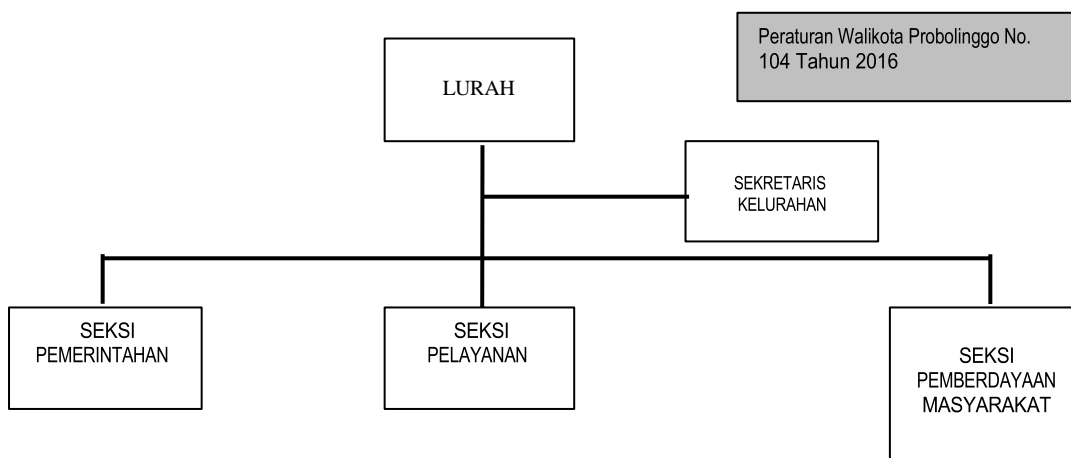 Peraturan Walikota Probolinggo No.
104 Tahun 2016
LURAH
SEKRETARIS
KELURAHAN
SEKSI
PEMERINTAHAN
SEKSI
PELAYANAN
SEKSI
PEMBERDAYAAN
MASYARAKAT